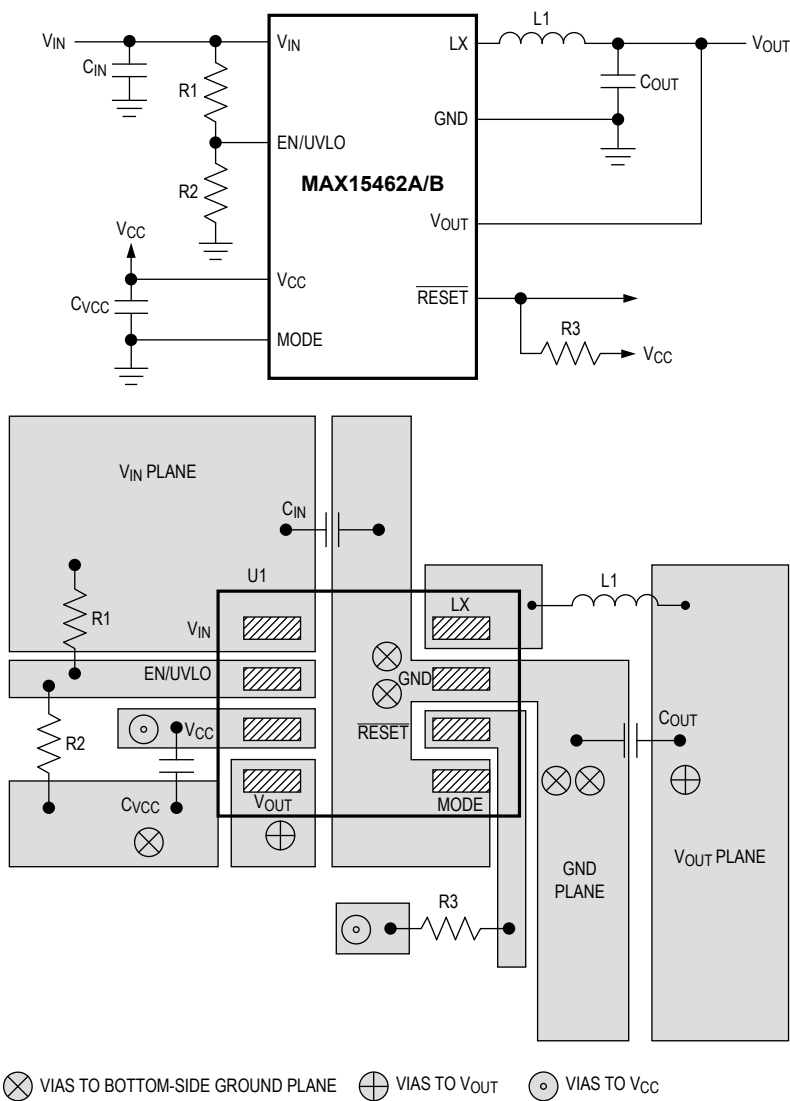 VIN
CIN
VIN
LX
L1
VOUT
COUT
R1
GND
EN/UVLO
MAX15462A/B
R2
VOUT
VCC
VCC
RESET
CVCC
R3
MODE
VCC
VIN PLANE
CIN
U1
L1
LX
R1
VIN
EN/UVLO
GND
R2
VCC
RESET
COUT
CVCC
VOUT
MODE
VOUT PLANE
GND
PLANE
R3
VIAS TO BOTTOM-SIDE GROUND PLANE
VIAS TO VOUT
VIAS TO VCC